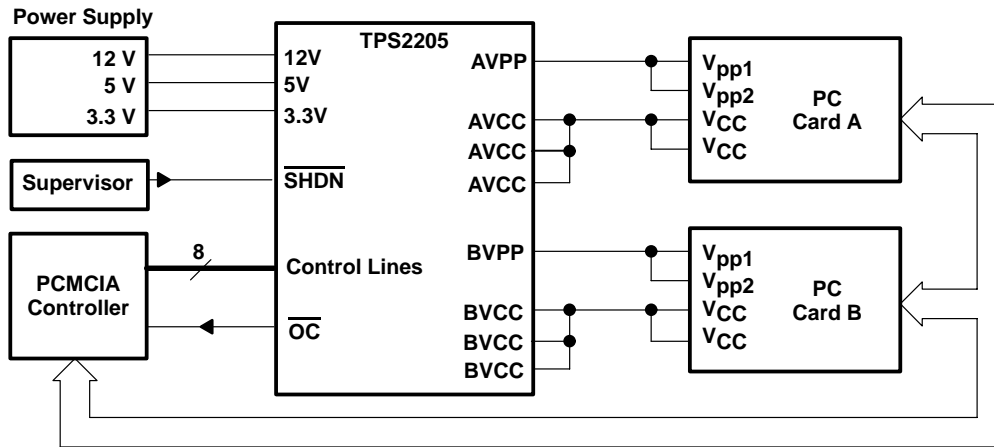 Power Supply
12 V
5 V
3.3 V
Supervisor
PCMCIA
Controller
8
TPS2205
12V
5V
3.3V
SHDN
Control Lines
OC
AVPP
AVCC
AVCC
AVCC
BVPP
BVCC
BVCC
BVCC
Vpp1
Vpp2
VCC
VCC
PC
Card A
Vpp1
Vpp2
VCC
VCC
PC
Card B